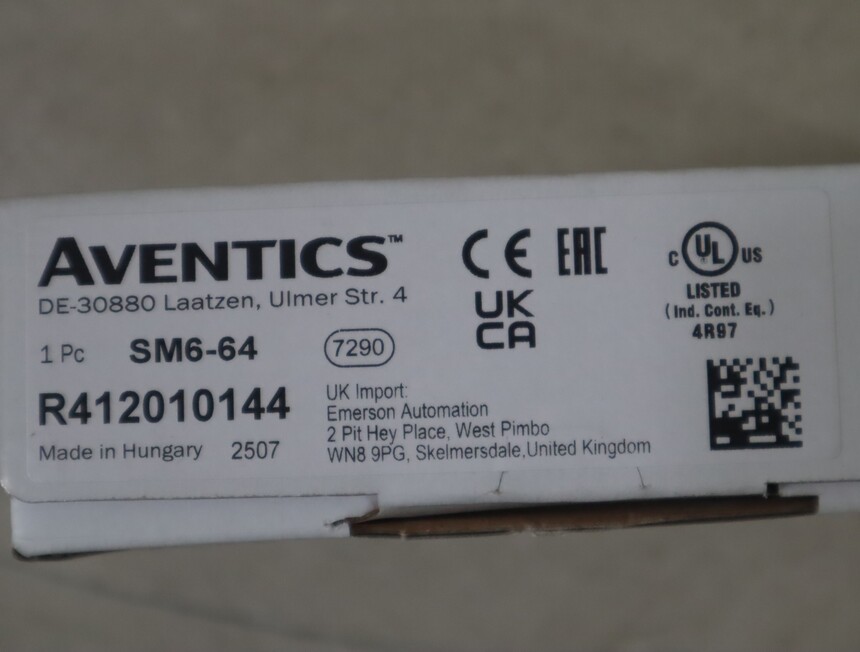 AVENTICS™
DE-30880 Laatzen, Ulmer Str. 4
1 Pc SM6-64 7290
R412010144
Made in Hungary 2507
CE EAC
UK
CA
UK Import:
Emerson Automation
2 Pit Hey Place, West Pimbo
WN8 9PG, Skelmersdale,United Kingdom
C UL US
LISTED
(Ind. Cont. Eq.)
4R97